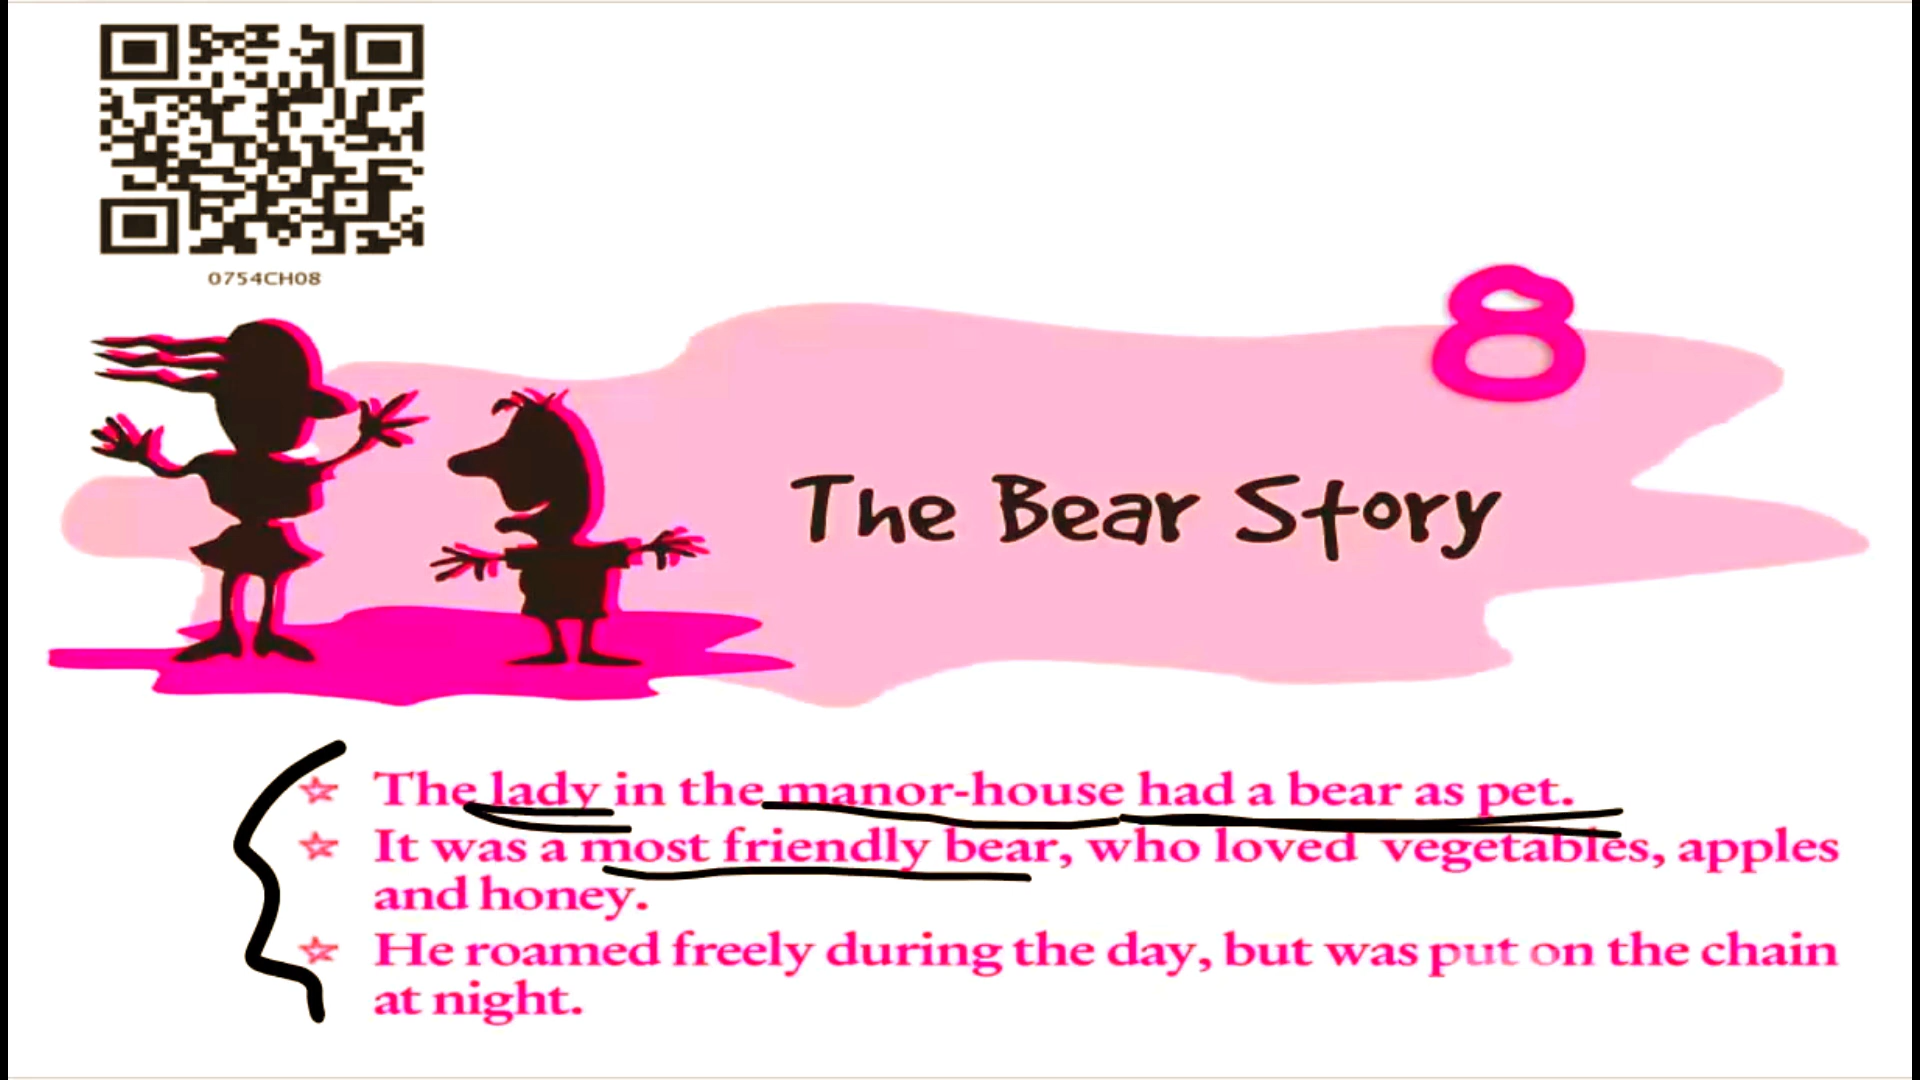 0754CH08
8
The Bear Story
The lady in the manor-house had a bear as pet.
It was a most friendly bear, who loved vegetables, apples
and honey.
He roamed freely during the day, but was put on the chain
at night.